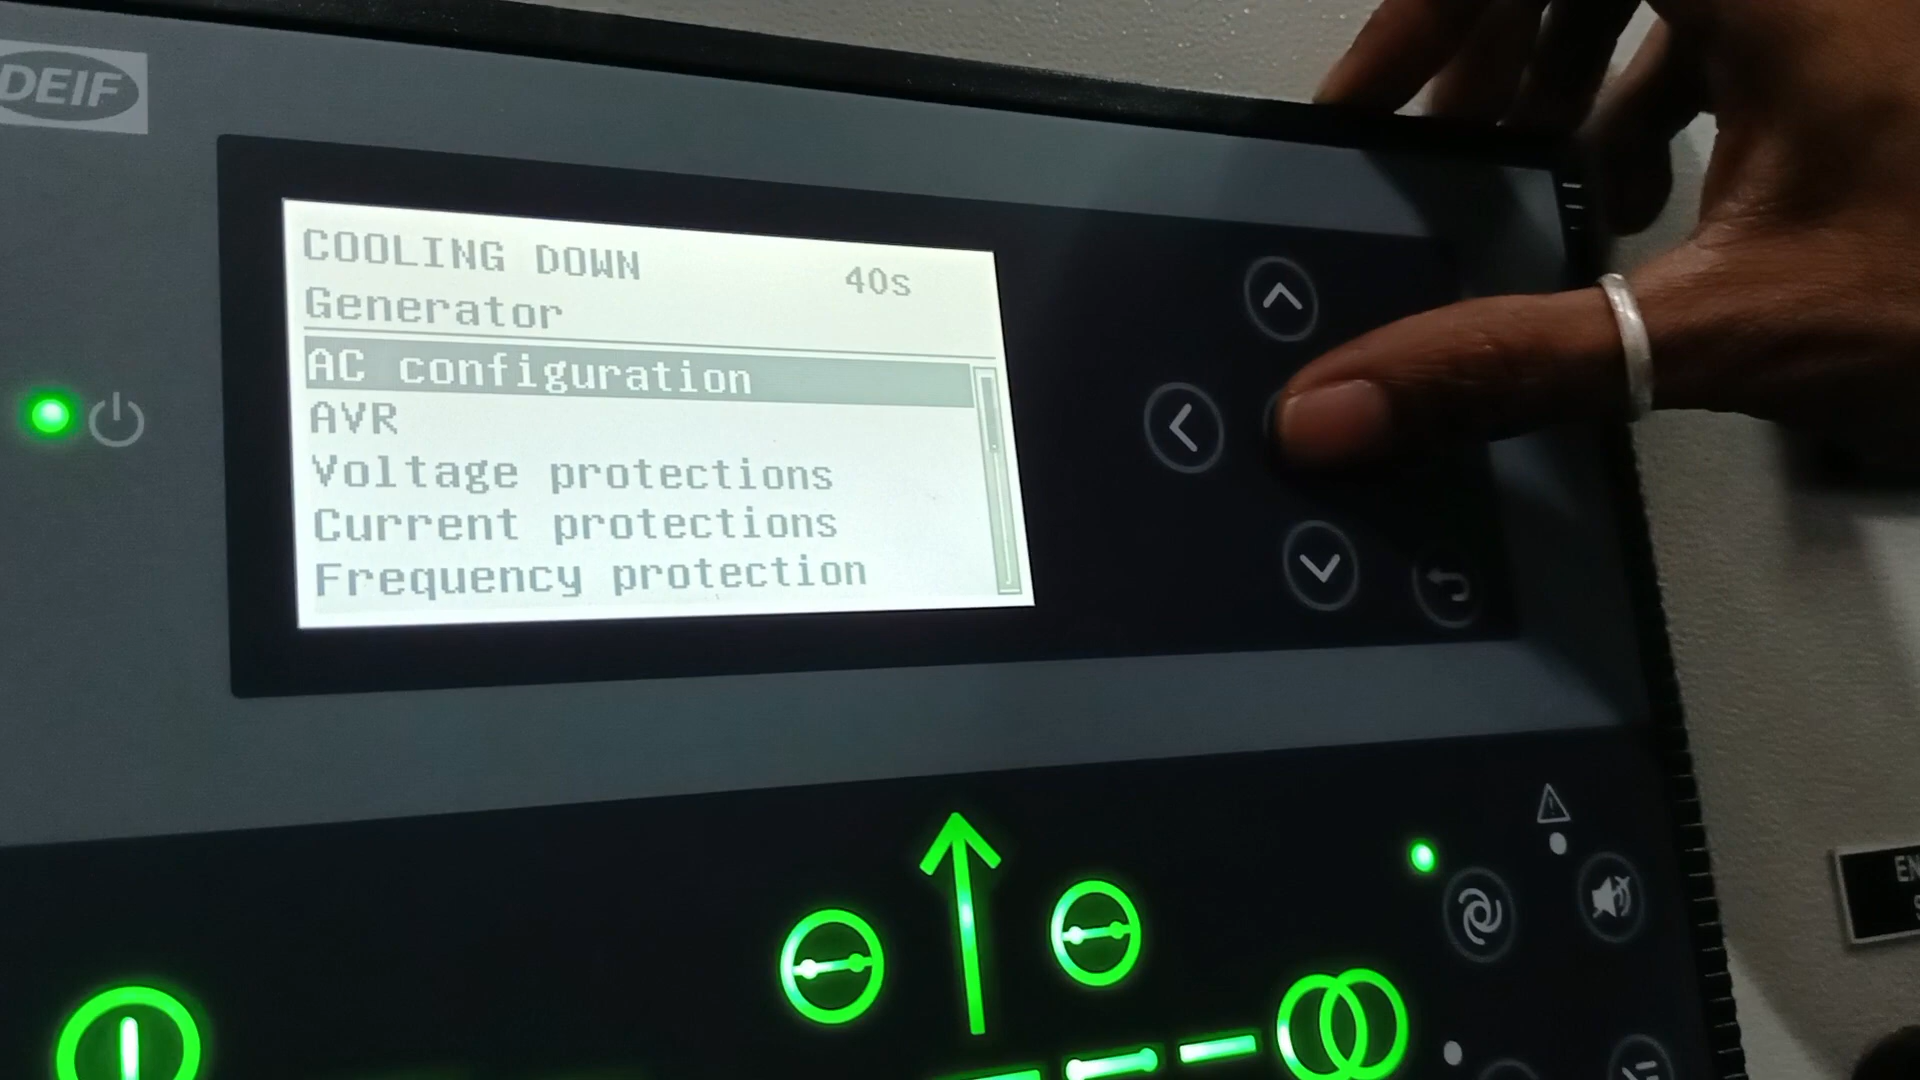 DEIF
COOLING DOWN 40s
Generator
AC configuration
AVR
Voltage protections
Current protections
Frequency protection